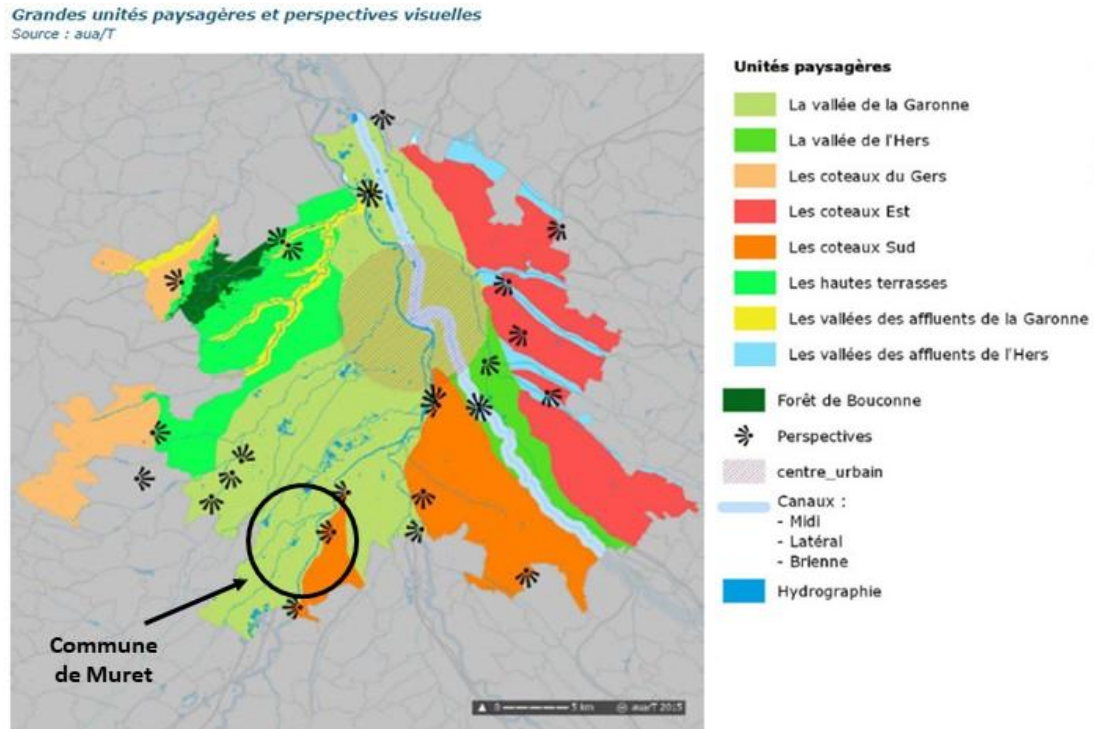 Grandes unités paysagères et perspectives visuelles
Source : aua/T
Unités paysagères
La vallée de la Garonne
La vallée de l'Hers
Les coteaux du Gers
Les coteaux Est
Les coteaux Sud
Les hautes terrasses
Les vallées des affluents de la Garonne
Les vallées des affluents de l'Hers
Forêt de Bouconne
Perspectives
centre_urbain
Canaux :
- Midi
- Latéral
- Brienne
Hydrographie
Commune
de Muret
0 5 km © aua/T 2015